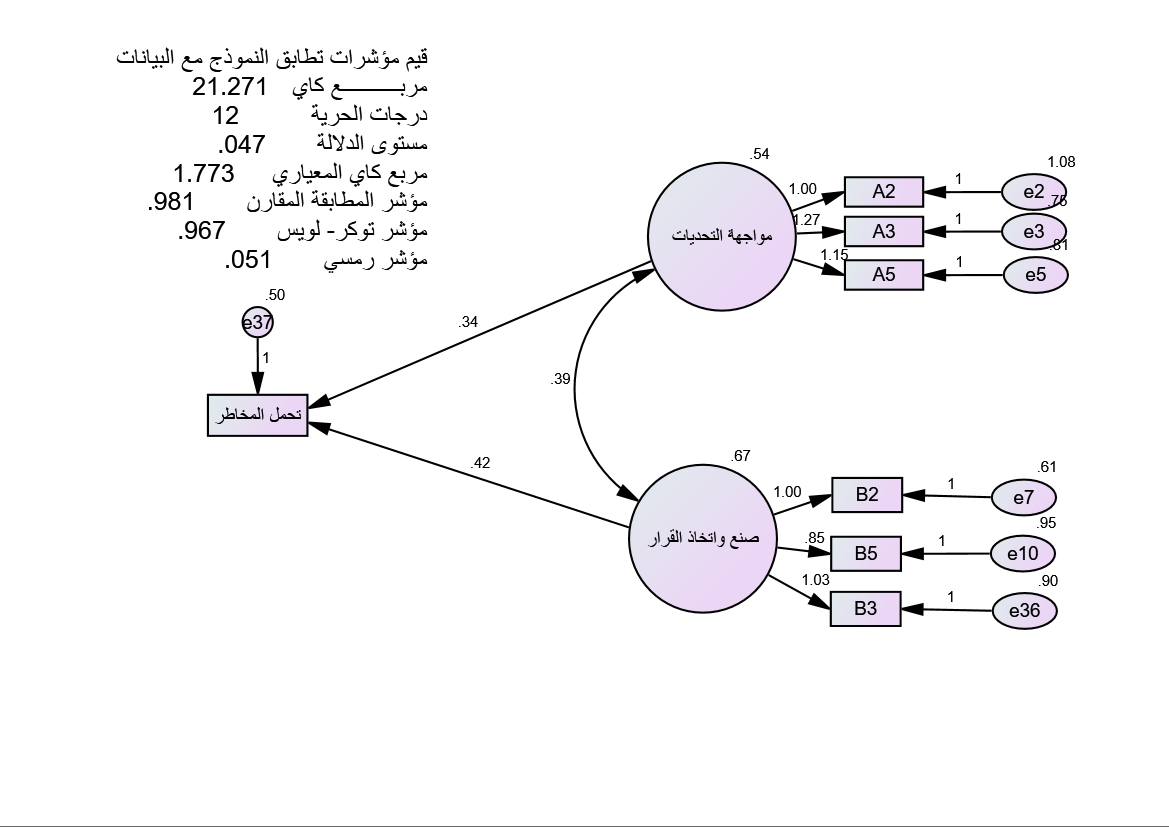 قيم مؤشرات تطابق النموذج مع البيانات
مربـــــــــع كاي 21.271
درجات الحرية 12
مستوى الدلالة .047
مربع كاي المعياري 1.773
مؤشر المطابقة المقارن .981
مؤشر توكر- لويس .967
مؤشر رمسي .051
.54
1.08
1.00
A2
1
e2
.75
1.27
A3
1
e3
مواجهة التحديات
.81
1.15
A5
1
e5
.50
e37
1
.34
.39
تحمل المخاطر
.42
.67
.61
1.00
B2
1
e7
.95
صنع واتخاذ القرار
.85
B5
1
e10
.90
1.03
B3
1
e36